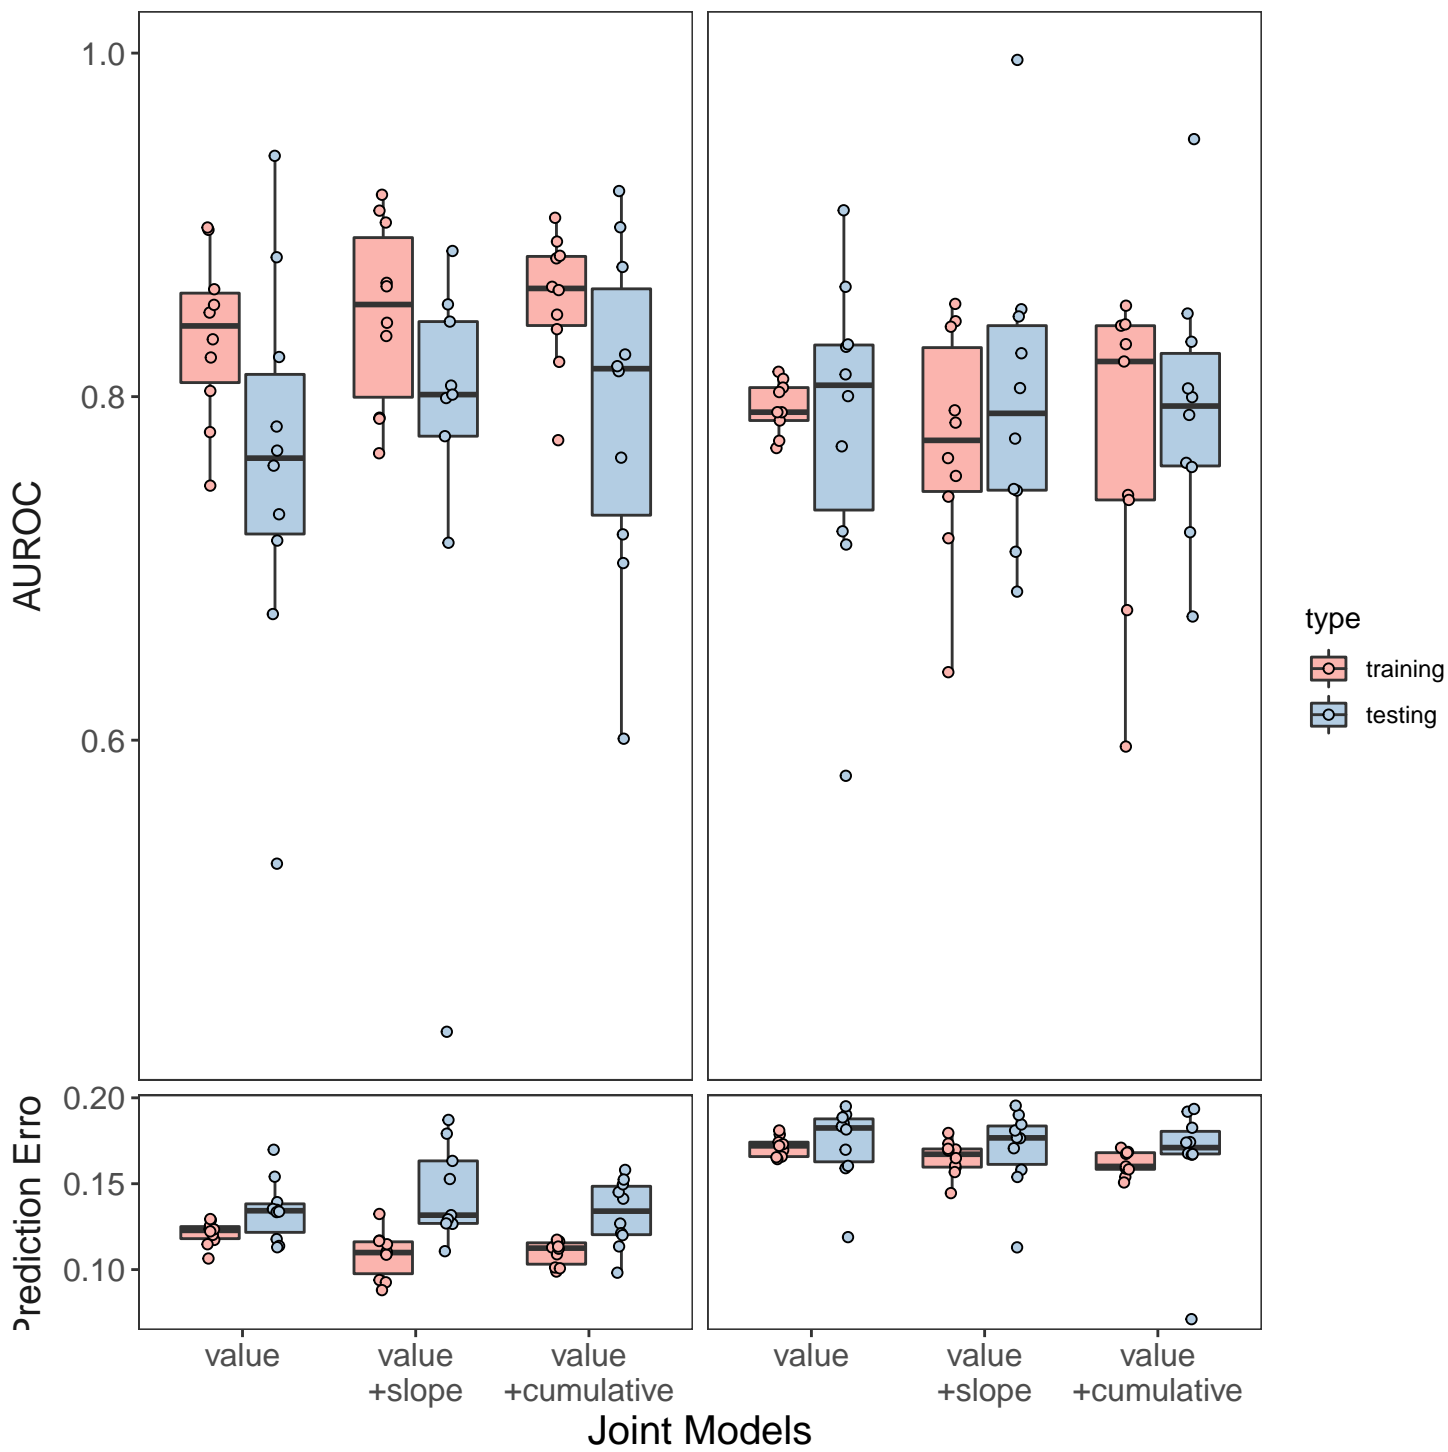 1.0
0.8
0.6
AUROC
0.20
0.15
0.10
Prediction Erro
value
value
+slope
value
+cumulative
value
value
+slope
value
+cumulative
Joint Models
type
training
testing